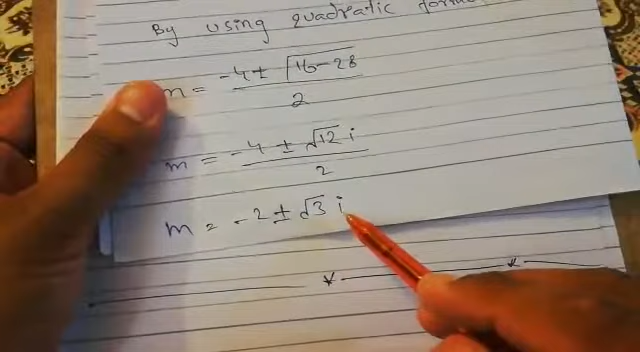 By using quadratic
m = -4 ± √16-28 / 2
m = -4 ± √12 i / 2
m = -2 ± √3 i